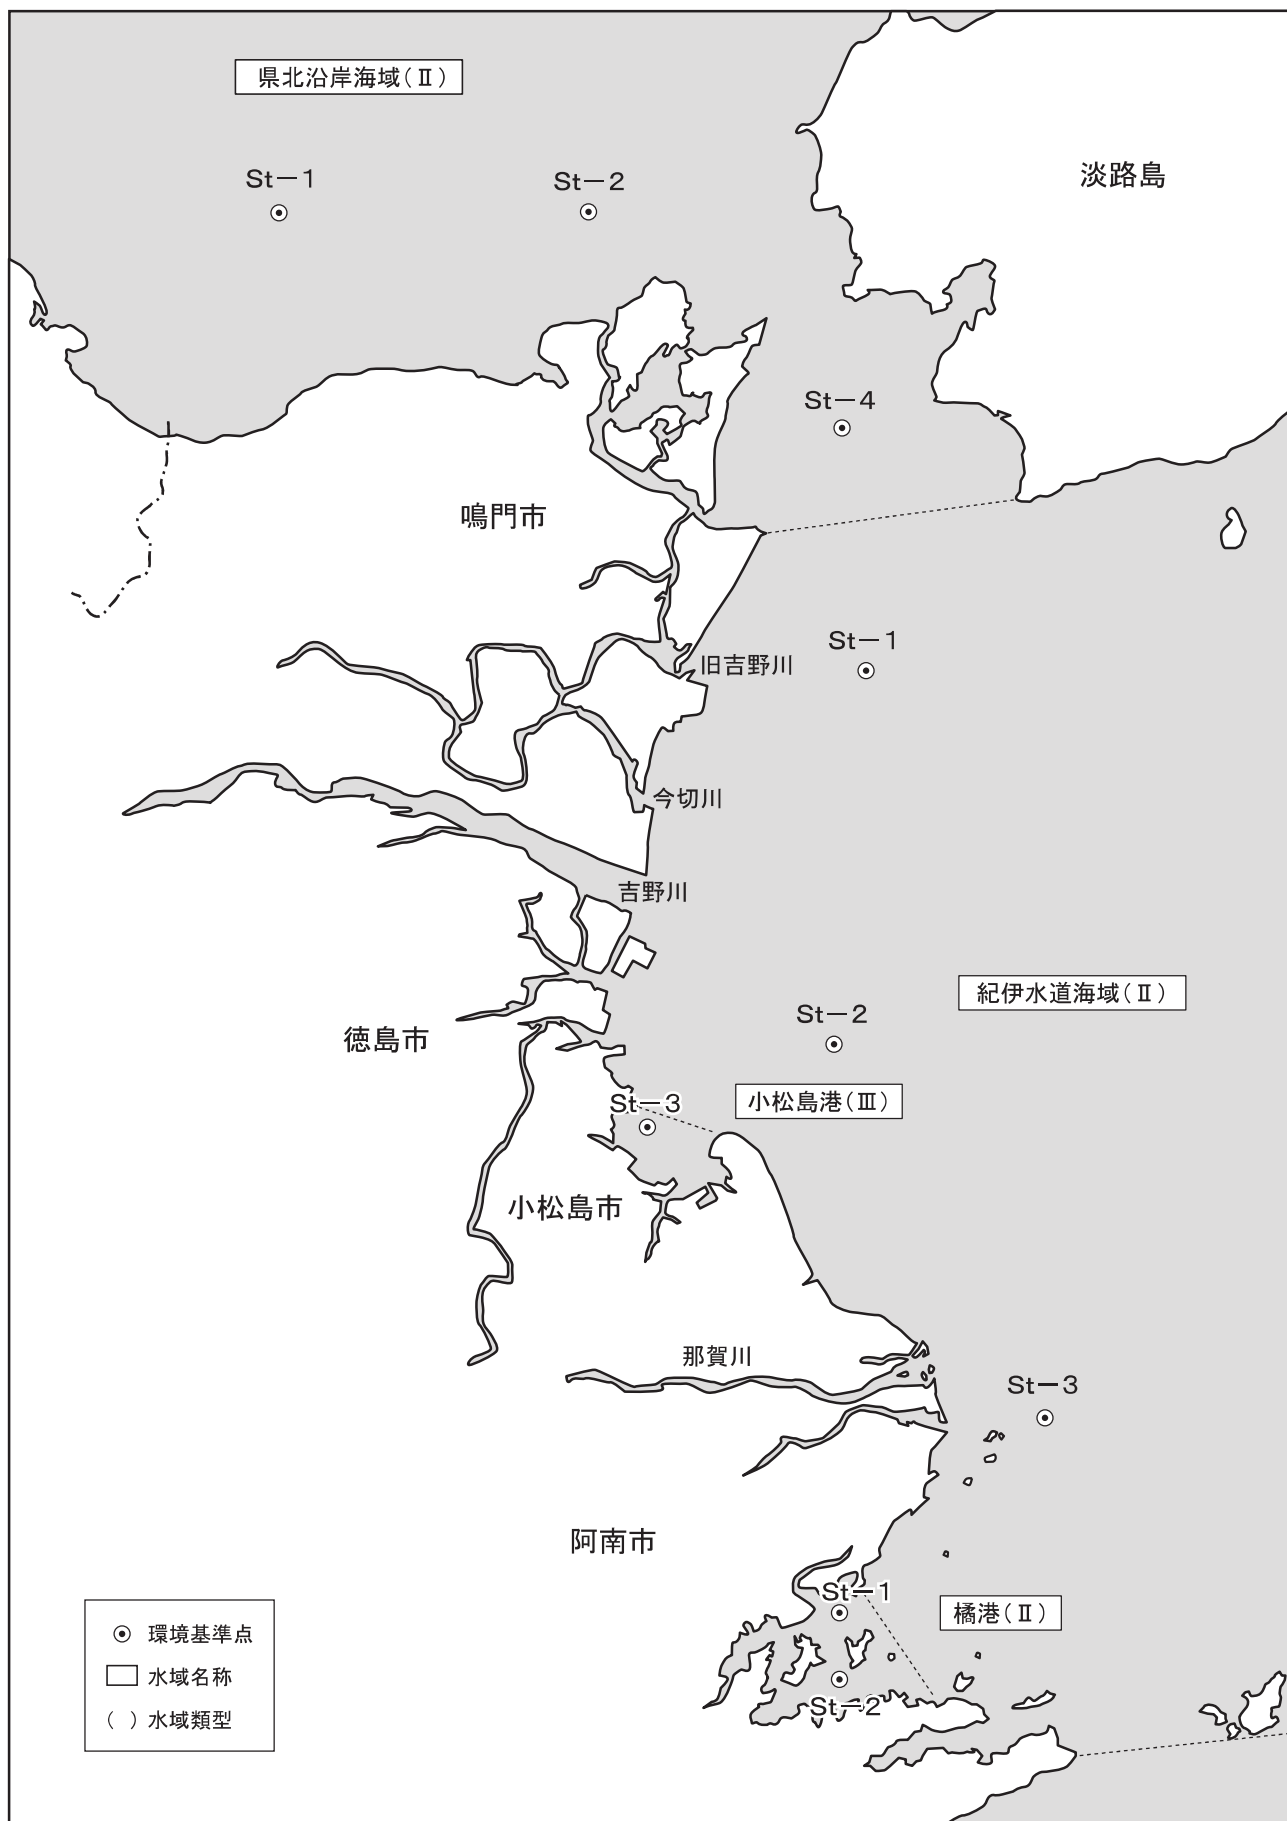 県北沿岸海域(Ⅱ)
St－1
St－2
淡路島
St－4
鳴門市
St－1
旧吉野川
今切川
吉野川
紀伊水道海域(Ⅱ)
St－2
徳島市
小松島港(Ⅲ)
St－3
小松島市
那賀川
St－3
阿南市
St－1
橘港(Ⅱ)
St－2
環境基準点
水域名称
( ) 水域類型